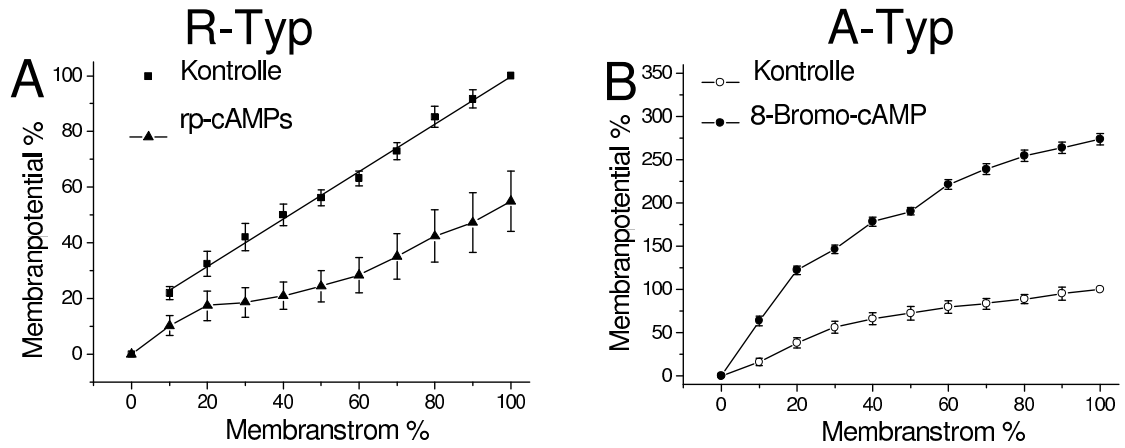 R-Typ
A
Kontrolle
rp-cAMPs
Membranpotential %
100
80
60
40
20
0
0 20 40 60 80 100
Membranstrom %
A-Typ
B
Kontrolle
8-Bromo-cAMP
Membranpotential %
350
300
250
200
150
100
50
0
0 20 40 60 80 100
Membranstrom %